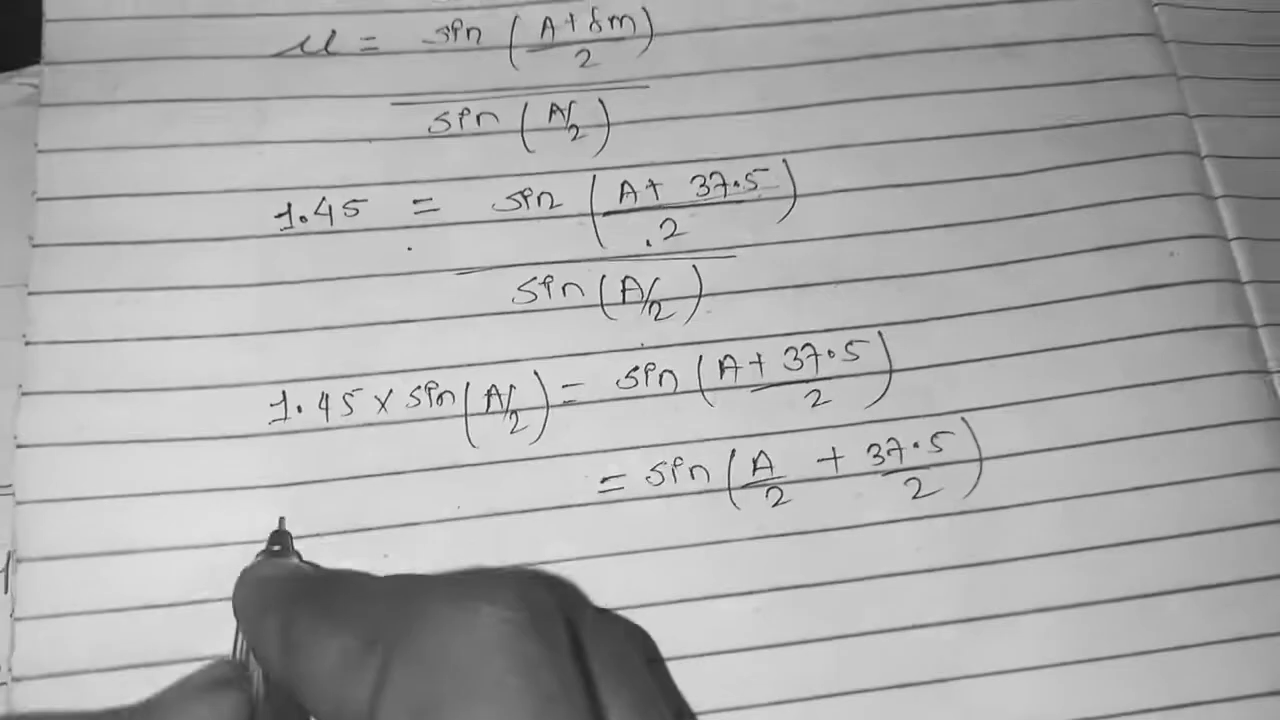 μ = sin (A+δm/2)
sin (A/2)
1.45 = sin (A+ 37.5/.2)
sin (A/2)
1.45 × sin (A/2) = sin (A+ 37.5/2)
= sin (A/2 + 37.5/2)